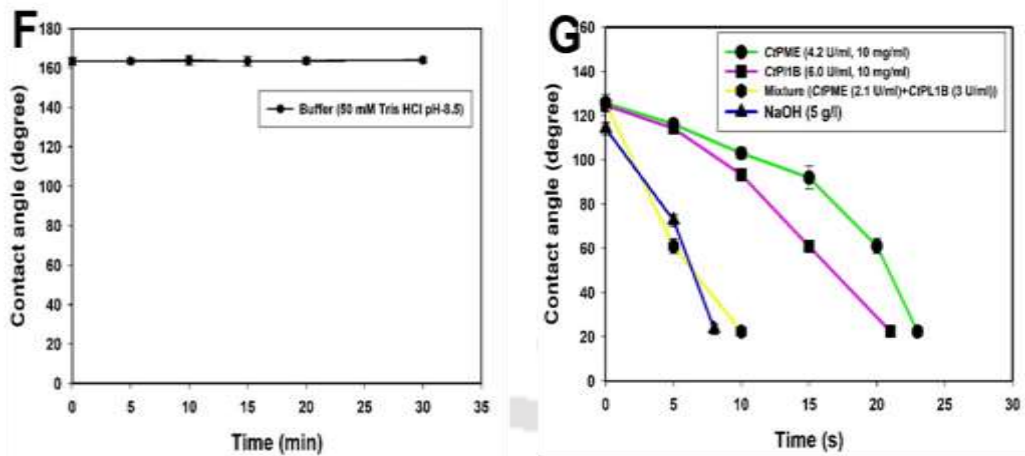 F
180
160
140
120
100
80
60
40
20
0
Contact angle (degree)
Buffer (50 mM Tris HCl pH-8.5)
0 5 10 15 20 25 30 35
Time (min)
G
160
140
120
100
80
60
40
20
0
Contact angle (degree)
CtPME (4.2 U/ml, 10 mg/ml)
CtPl1B (6.0 U/ml, 10 mg/ml)
Mixture (CtPME (2.1 U/ml)+CtPL1B (3 U/ml))
NaOH (5 g/l)
0 5 10 15 20 25 30
Time (s)